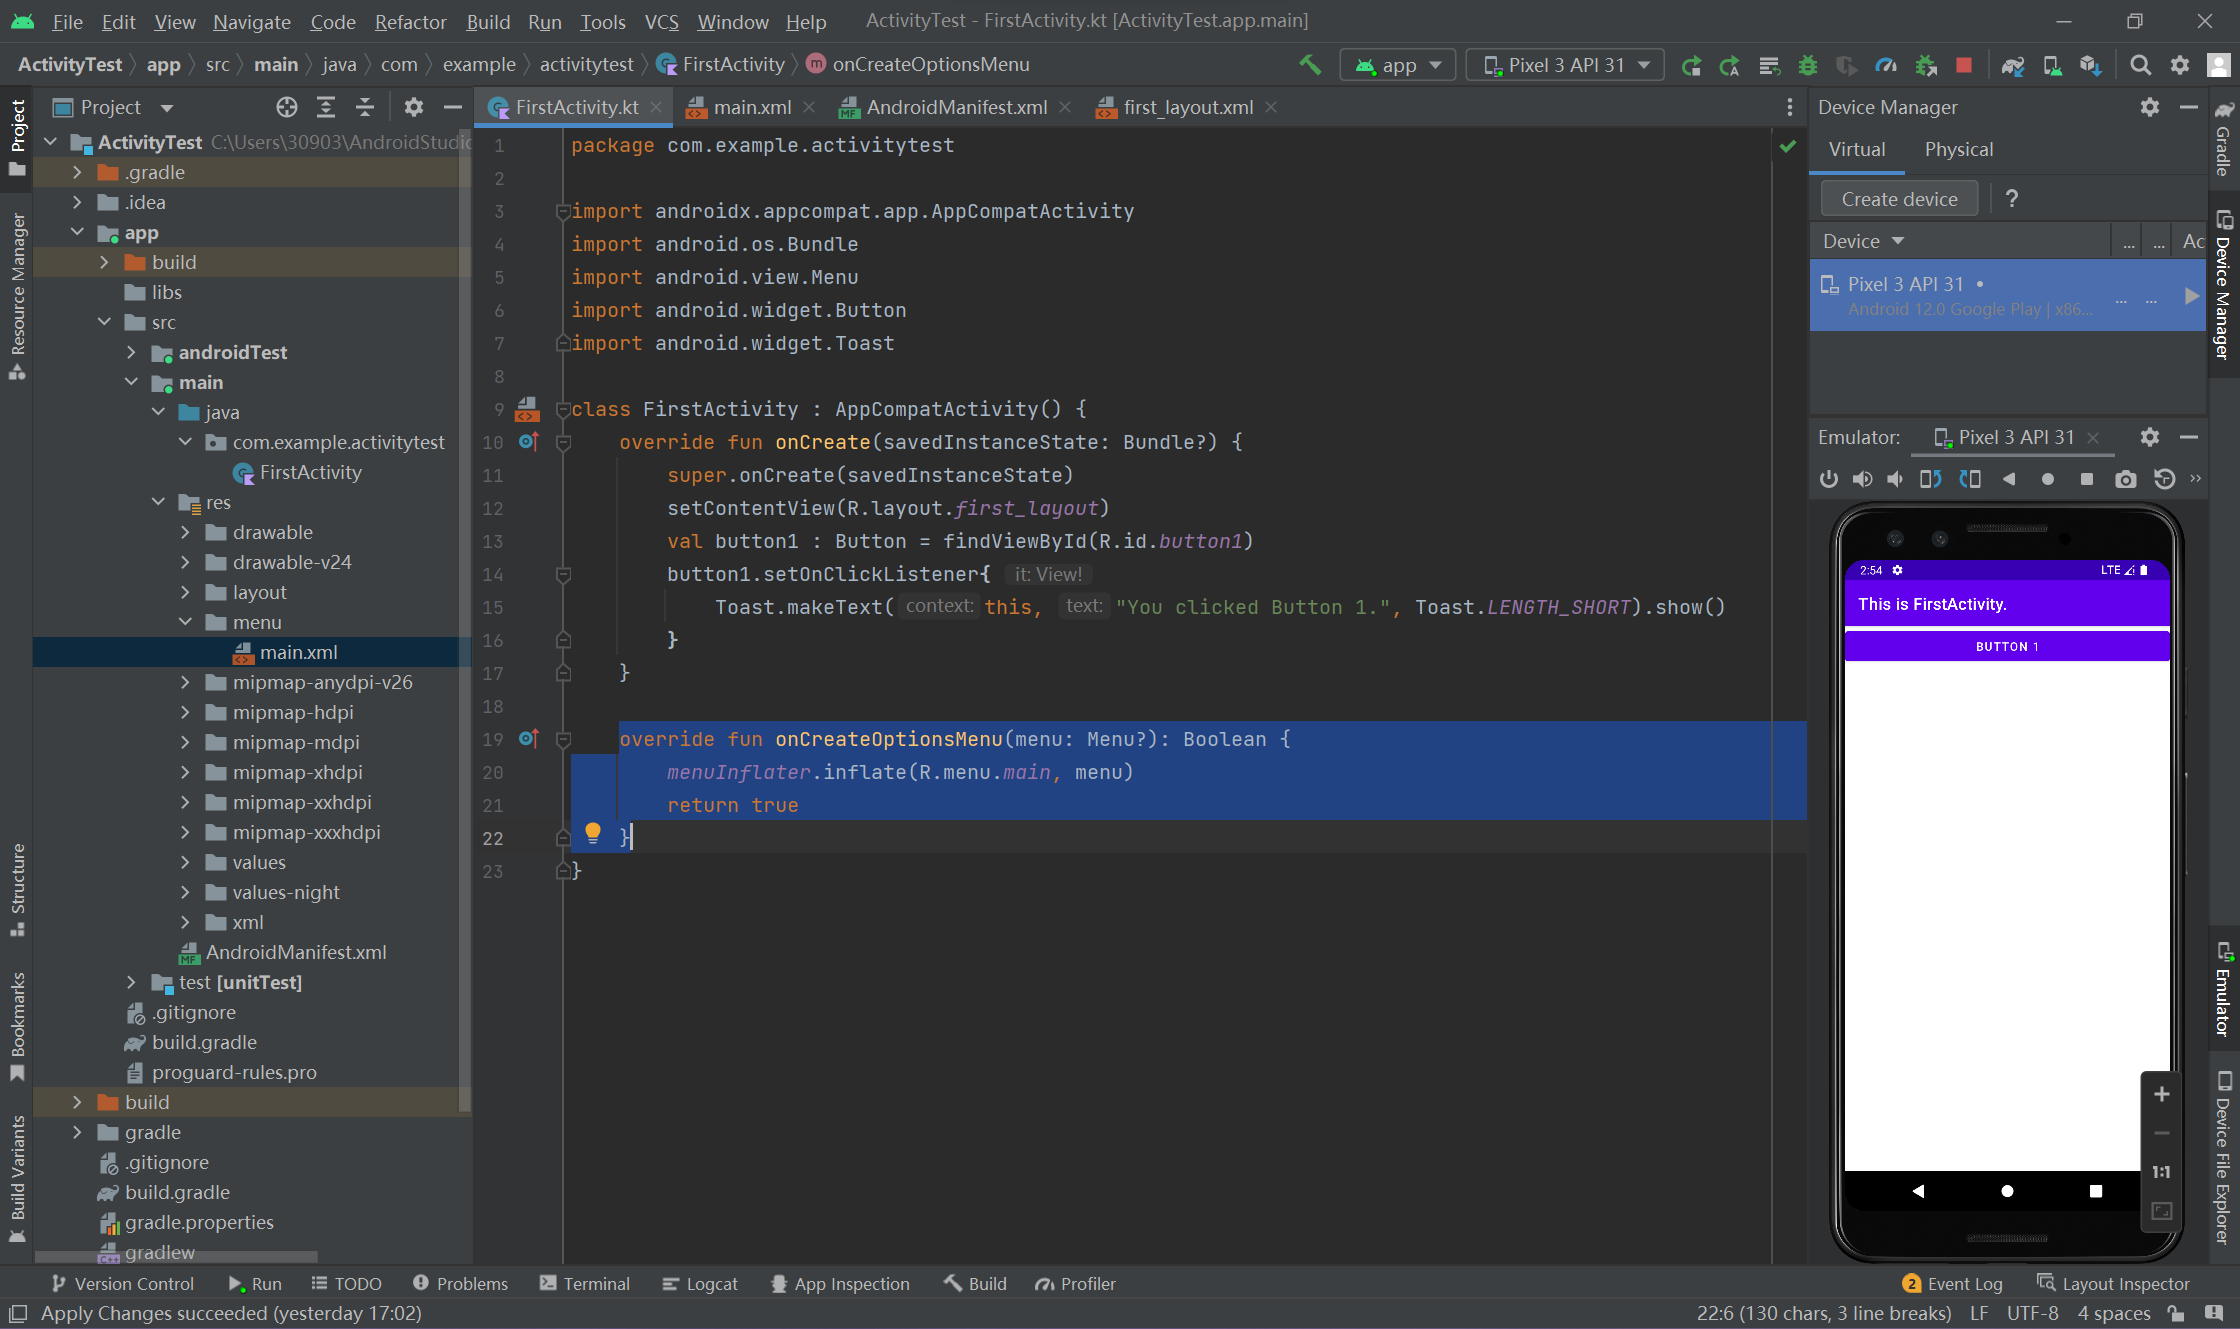 File Edit View Navigate Code Refactor Build Run Tools VCS Window Help ActivityTest - FirstActivity.kt [ActivityTest.app.main]
ActivityTest app src main java com example activitytest FirstActivity onCreateOptionsMenu app Pixel 3 API 31
Project
Resource Manager
Structure
Bookmarks
Build Variants
Project
ActivityTest C:\Users\30903\AndroidStudio
.gradle
.idea
app
build
libs
src
androidTest
main
java
com.example.activitytest
FirstActivity
res
drawable
drawable-v24
layout
menu
main.xml
mipmap-anydpi-v26
mipmap-hdpi
mipmap-mdpi
mipmap-xhdpi
mipmap-xxhdpi
mipmap-xxxhdpi
values
values-night
xml
AndroidManifest.xml
test [unitTest]
.gitignore
build.gradle
proguard-rules.pro
build
gradle
.gitignore
build.gradle
gradle.properties
gradlew
FirstActivity.kt main.xml AndroidManifest.xml first_layout.xml
1 package com.example.activitytest
2
3 import androidx.appcompat.app.AppCompatActivity
4 import android.os.Bundle
5 import android.view.Menu
6 import android.widget.Button
7 import android.widget.Toast
8
9 class FirstActivity : AppCompatActivity() {
10 override fun onCreate(savedInstanceState: Bundle?) {
11 super.onCreate(savedInstanceState)
12 setContentView(R.layout.first_layout)
13 val button1 : Button = findViewById(R.id.button1)
14 button1.setOnClickListener{ it: View!
15 Toast.makeText( context: this, text: "You clicked Button 1.", Toast.LENGTH_SHORT).show()
16 }
17 }
18
19 override fun onCreateOptionsMenu(menu: Menu?): Boolean {
20 menuInflater.inflate(R.menu.main, menu)
21 return true
22 }
23 }
Device Manager
Virtual Physical
Create device ?
Device ... ... Ac
Pixel 3 API 31 •
Android 12.0 Google Play | x86... ... ...
Emulator: Pixel 3 API 31
2:54 LTE
This is FirstActivity.
BUTTON 1
1:1
Gradle
Device Manager
Emulator
Device File Explorer
Version Control Run TODO Problems Terminal Logcat App Inspection Build Profiler 2 Event Log Layout Inspector
Apply Changes succeeded (yesterday 17:02) 22:6 (130 chars, 3 line breaks) LF UTF-8 4 spaces